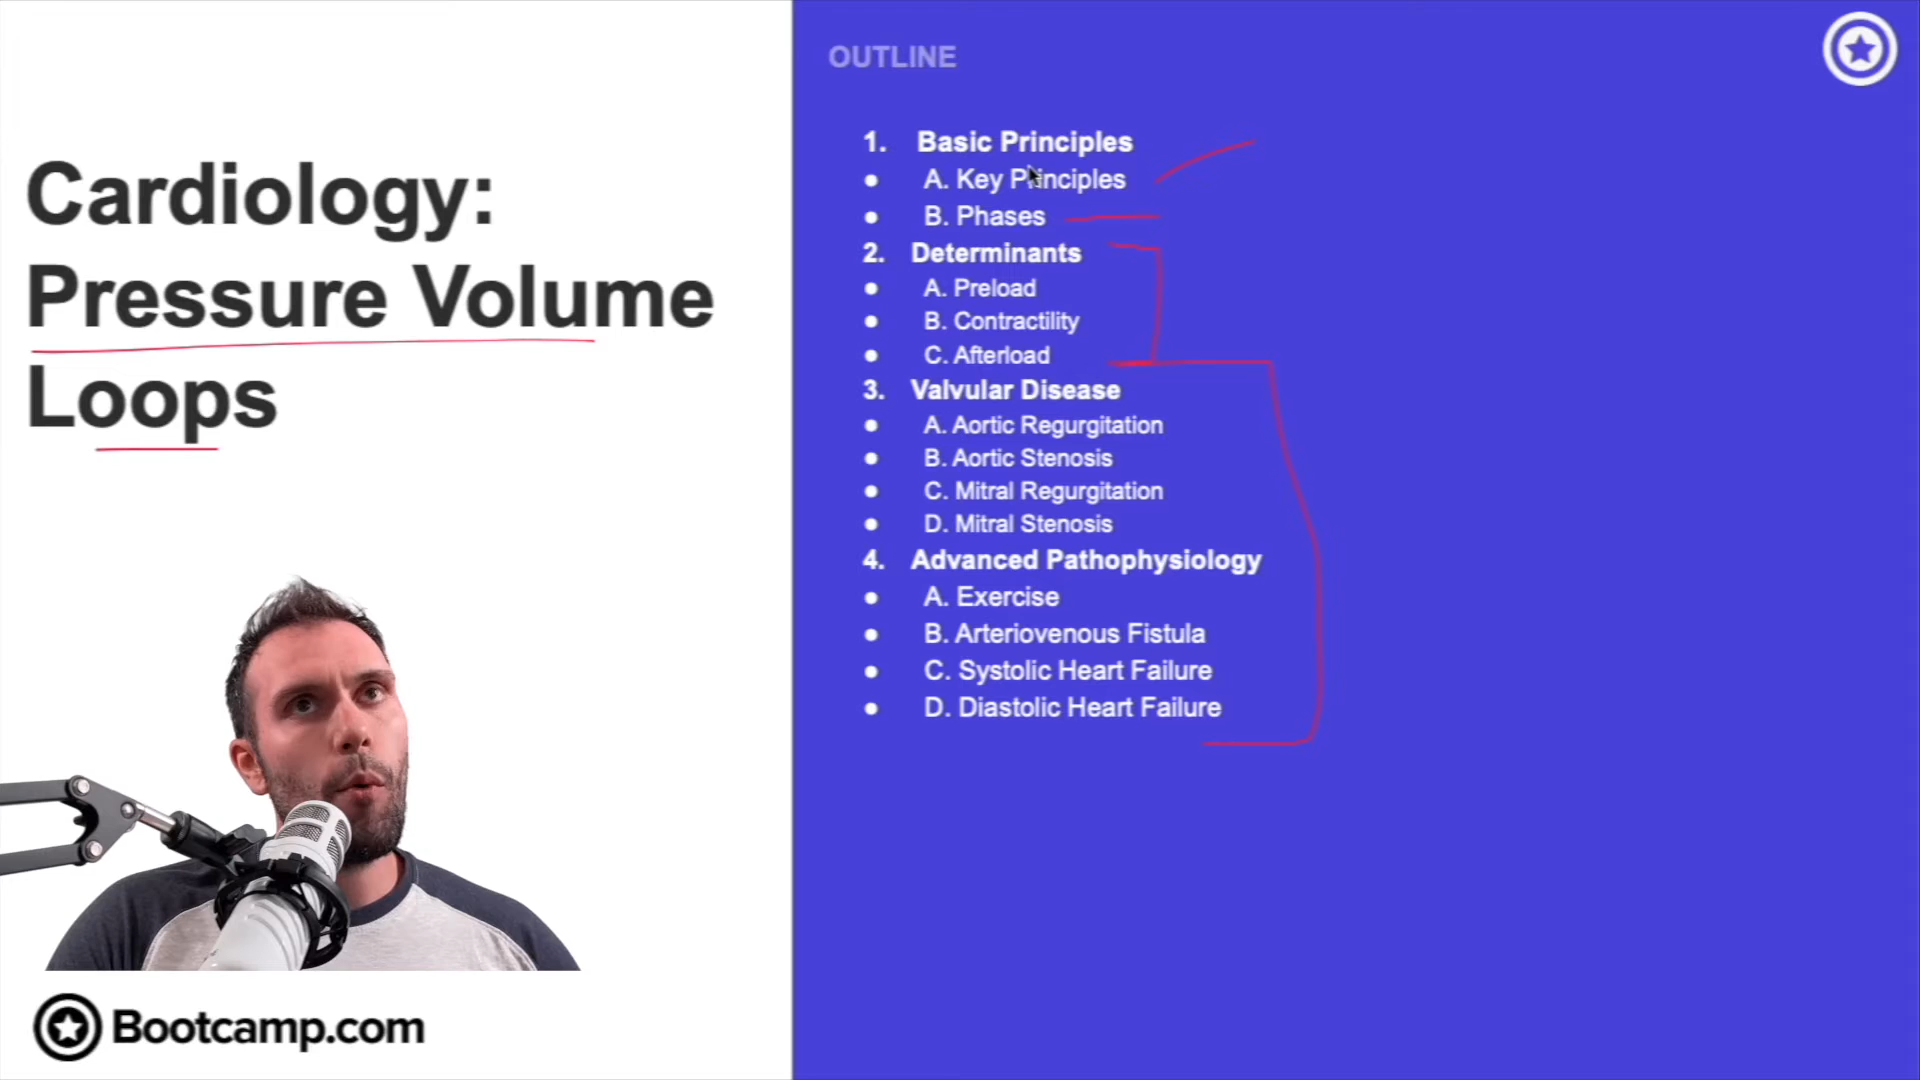 Cardiology:
Pressure Volume
Loops
Bootcamp.com
OUTLINE
1. Basic Principles
● A. Key Principles
● B. Phases
2. Determinants
● A. Preload
● B. Contractility
● C. Afterload
3. Valvular Disease
● A. Aortic Regurgitation
● B. Aortic Stenosis
● C. Mitral Regurgitation
● D. Mitral Stenosis
4. Advanced Pathophysiology
● A. Exercise
● B. Arteriovenous Fistula
● C. Systolic Heart Failure
● D. Diastolic Heart Failure